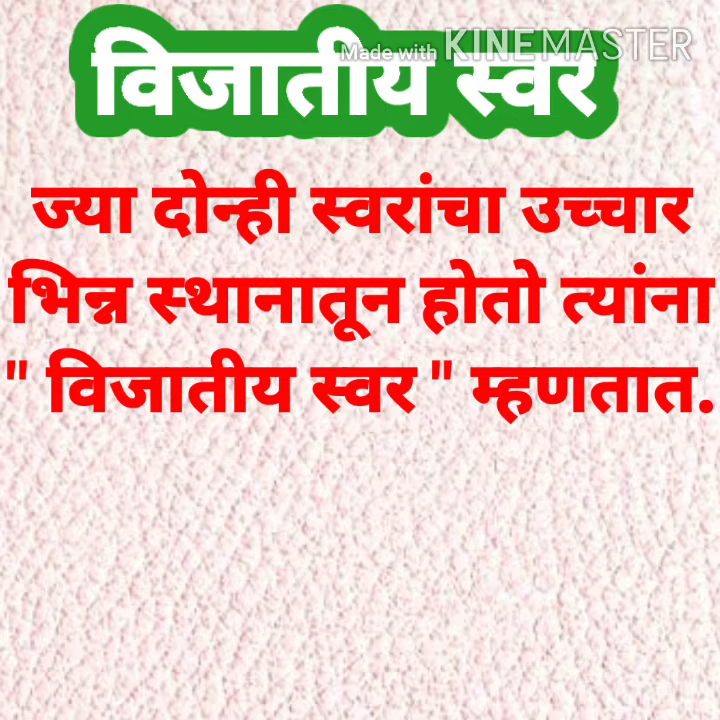 Made with KINEMASTER
विजातीय स्वर
ज्या दोन्ही स्वरांचा उच्चार
भिन्न स्थानातून होतो त्यांना
" विजातीय स्वर " म्हणतात.